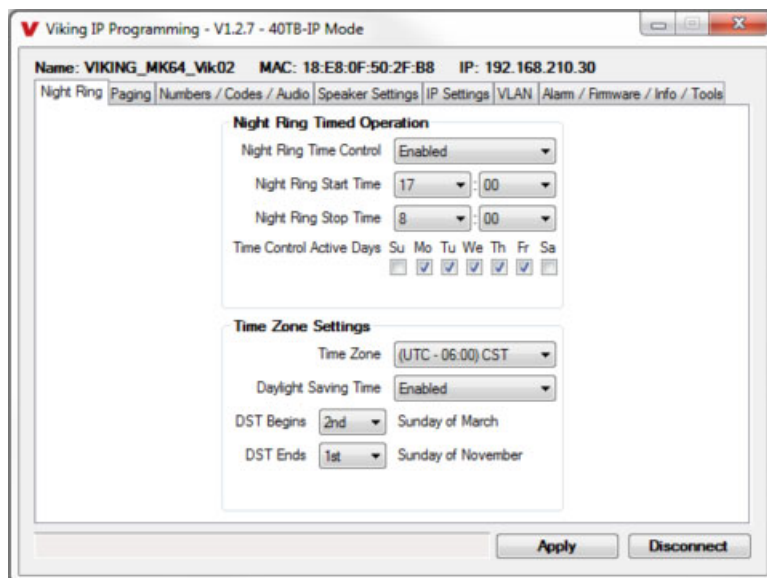 Viking IP Programming - V1.2.7 - 40TB-IP Mode
Name: VIKING_MK64_Vik02 MAC: 18:E8:0F:50:2F:B8 IP: 192.168.210.30
Night Ring Paging Numbers / Codes / Audio Speaker Settings IP Settings VLAN Alarm / Firmware / Info / Tools
Night Ring Timed Operation
Night Ring Time Control Enabled
Night Ring Start Time 17 : 00
Night Ring Stop Time 8 : 00
Time Control Active Days Su Mo Tu We Th Fr Sa
Time Zone Settings
Time Zone (UTC - 06:00) CST
Daylight Saving Time Enabled
DST Begins 2nd Sunday of March
DST Ends 1st Sunday of November
Apply Disconnect